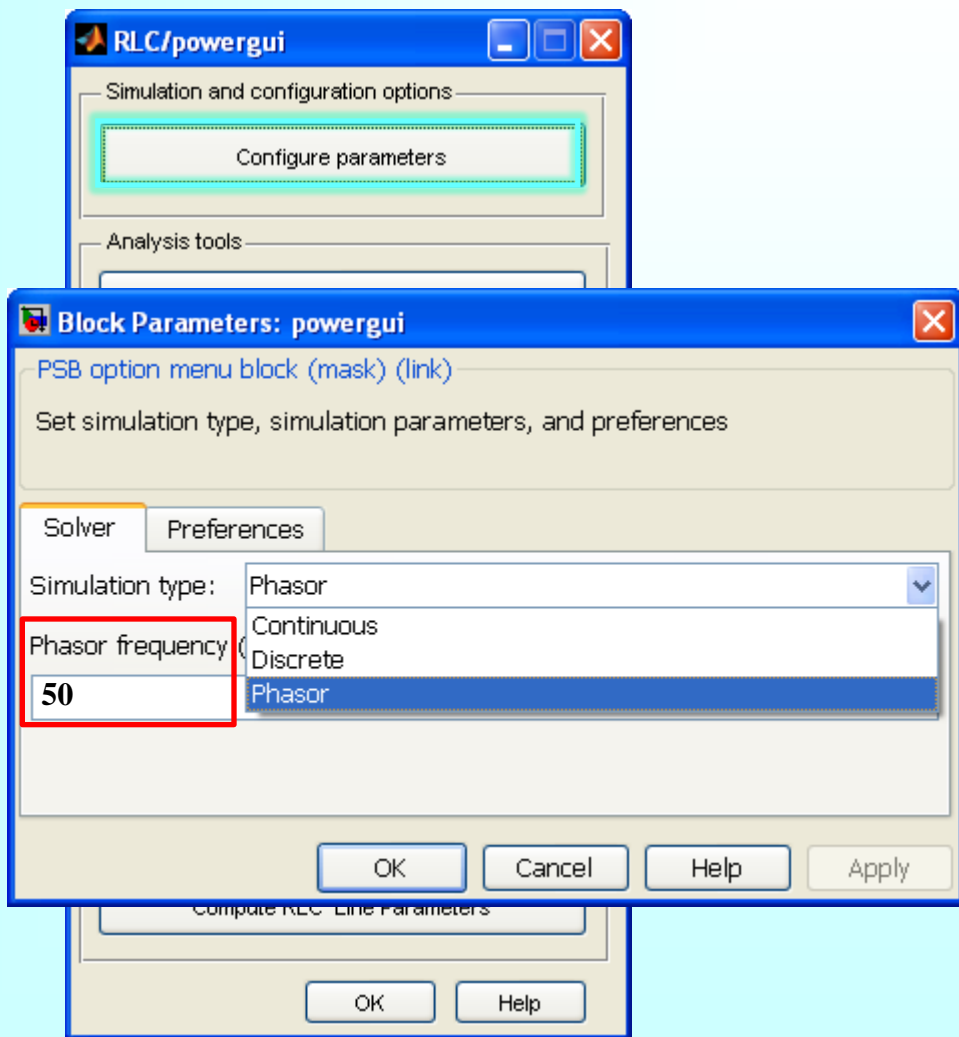 RLC/powergui
Simulation and configuration options
Configure parameters
Analysis tools
Block Parameters: powergui
PSB option menu block (mask) (link)
Set simulation type, simulation parameters, and preferences
Solver
Preferences
Simulation type:
Phasor
Phasor frequency (
Continuous
Discrete
Phasor
50
OK
Cancel
Help
Apply
Compute RLC Line Parameters
OK
Help